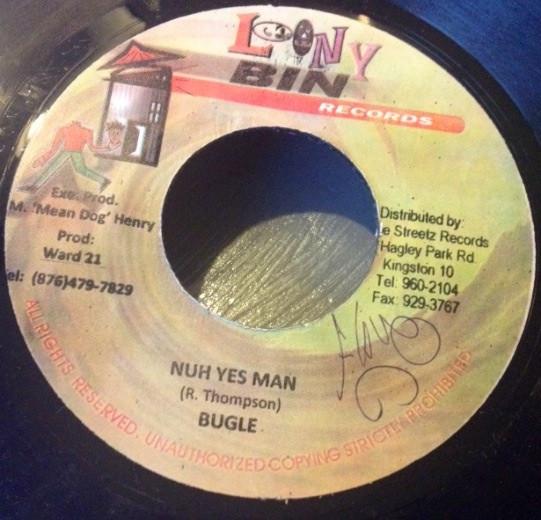 LOONY
BIN
RECORDS
Exe. Prod.
M. 'Mean Dog' Henry
Prod:
Ward 21
el: (876)479-7829
Distributed by:
e Streetz Records
Hagley Park Rd.
Kingston 10
Tel: 960-2104
Fax: 929-3767
NUH YES MAN
(R. Thompson)
BUGLE
ALL RIGHTS RESERVED. UNAUTHORIZED COPYING STRICTLY PROHIBITED